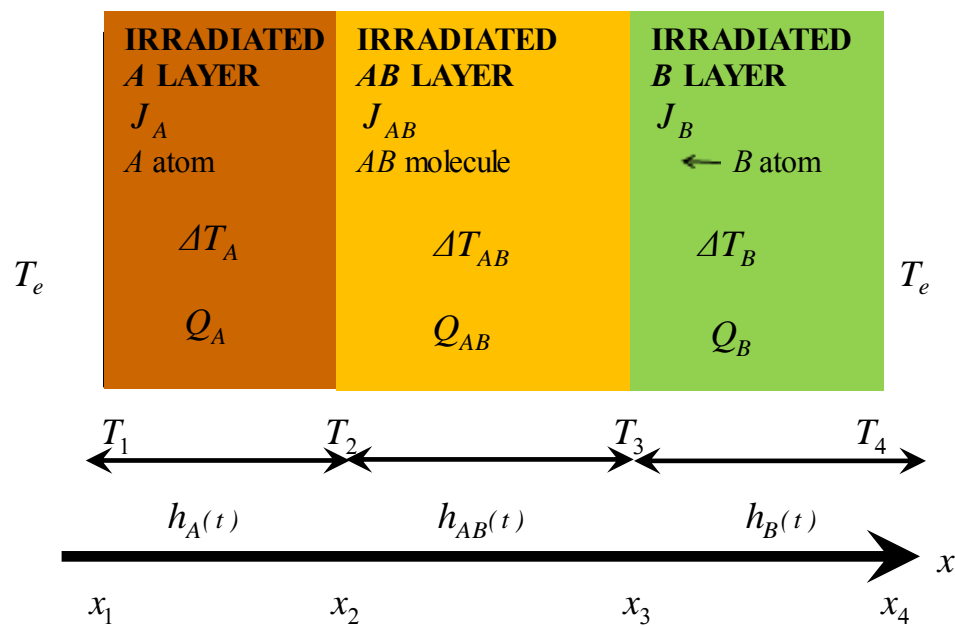 IRRADIATED IRRADIATED IRRADIATED
A LAYER AB LAYER B LAYER
J_A J_AB J_B
A atom AB molecule ← B atom
ΔT_A ΔT_AB ΔT_B
T_e T_e
Q_A Q_AB Q_B
T_1 T_2 T_3 T_4
h_A(t) h_AB(t) h_B(t)
x
x_1 x_2 x_3 x_4